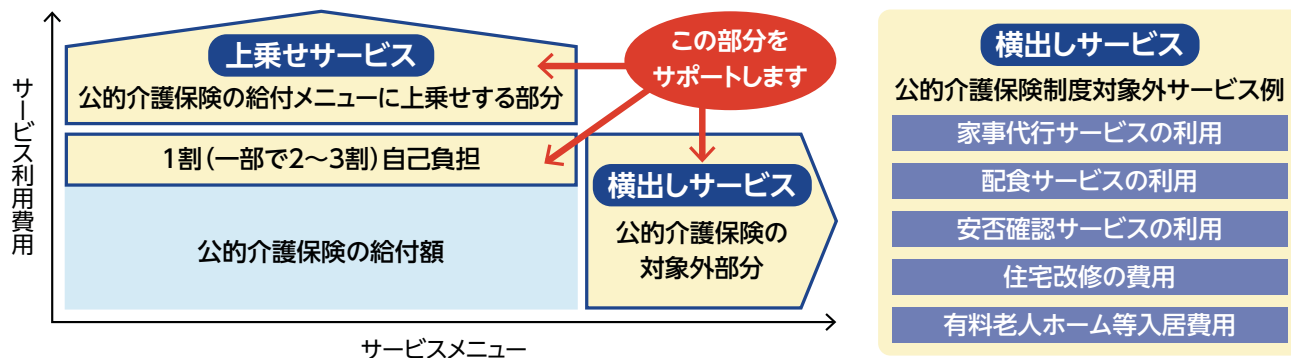 サービス利用費用
上乗せサービス
公的介護保険の給付メニューに上乗せする部分
1割(一部で2～3割)自己負担
公的介護保険の給付額
この部分を
サポートします
横出しサービス
公的介護保険の
対象外部分
サービスメニュー
横出しサービス
公的介護保険制度対象外サービス例
家事代行サービスの利用
配食サービスの利用
安否確認サービスの利用
住宅改修の費用
有料老人ホーム等入居費用